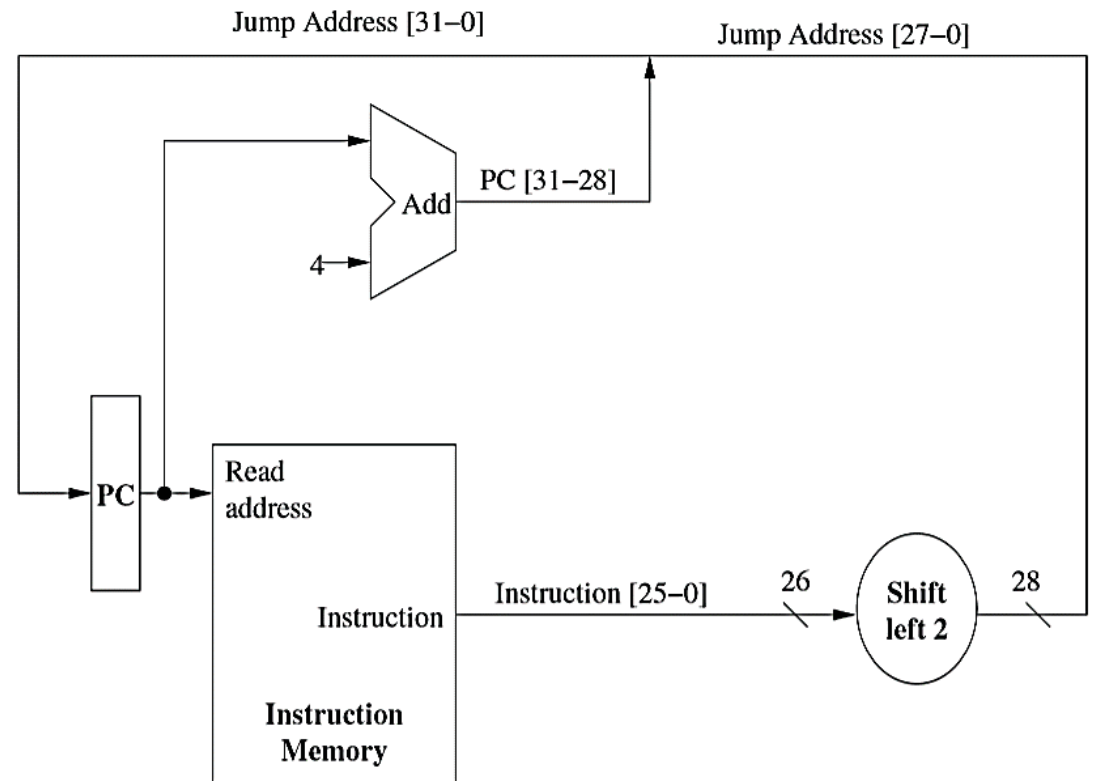 Jump Address [31–0]
Jump Address [27–0]
PC [31–28]
Add
4
PC
Read
address
Instruction [25–0]
26
28
Shift
left 2
Instruction
Instruction
Memory